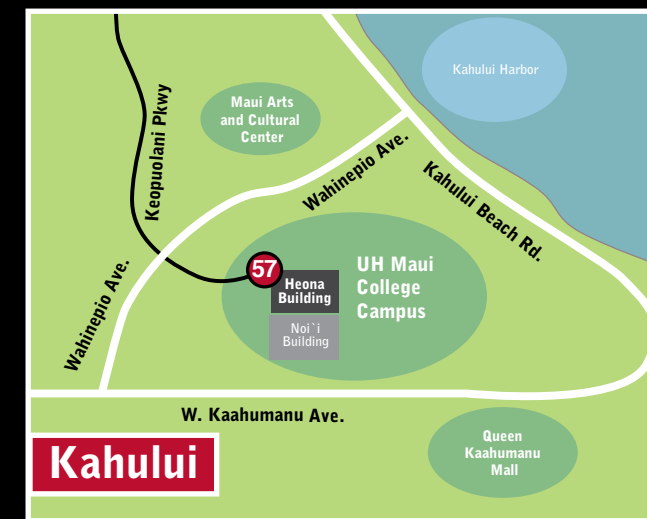 Kahului Harbor
Maui Arts
and Cultural
Center
Keopuolani Pkwy
Wahinepio Ave.
Kahului Beach Rd.
57
Heona
Building
UH Maui
College
Campus
Noi`i
Building
Wahinepio Ave.
W. Kaahumanu Ave.
Queen
Kaahumanu
Mall
Kahului